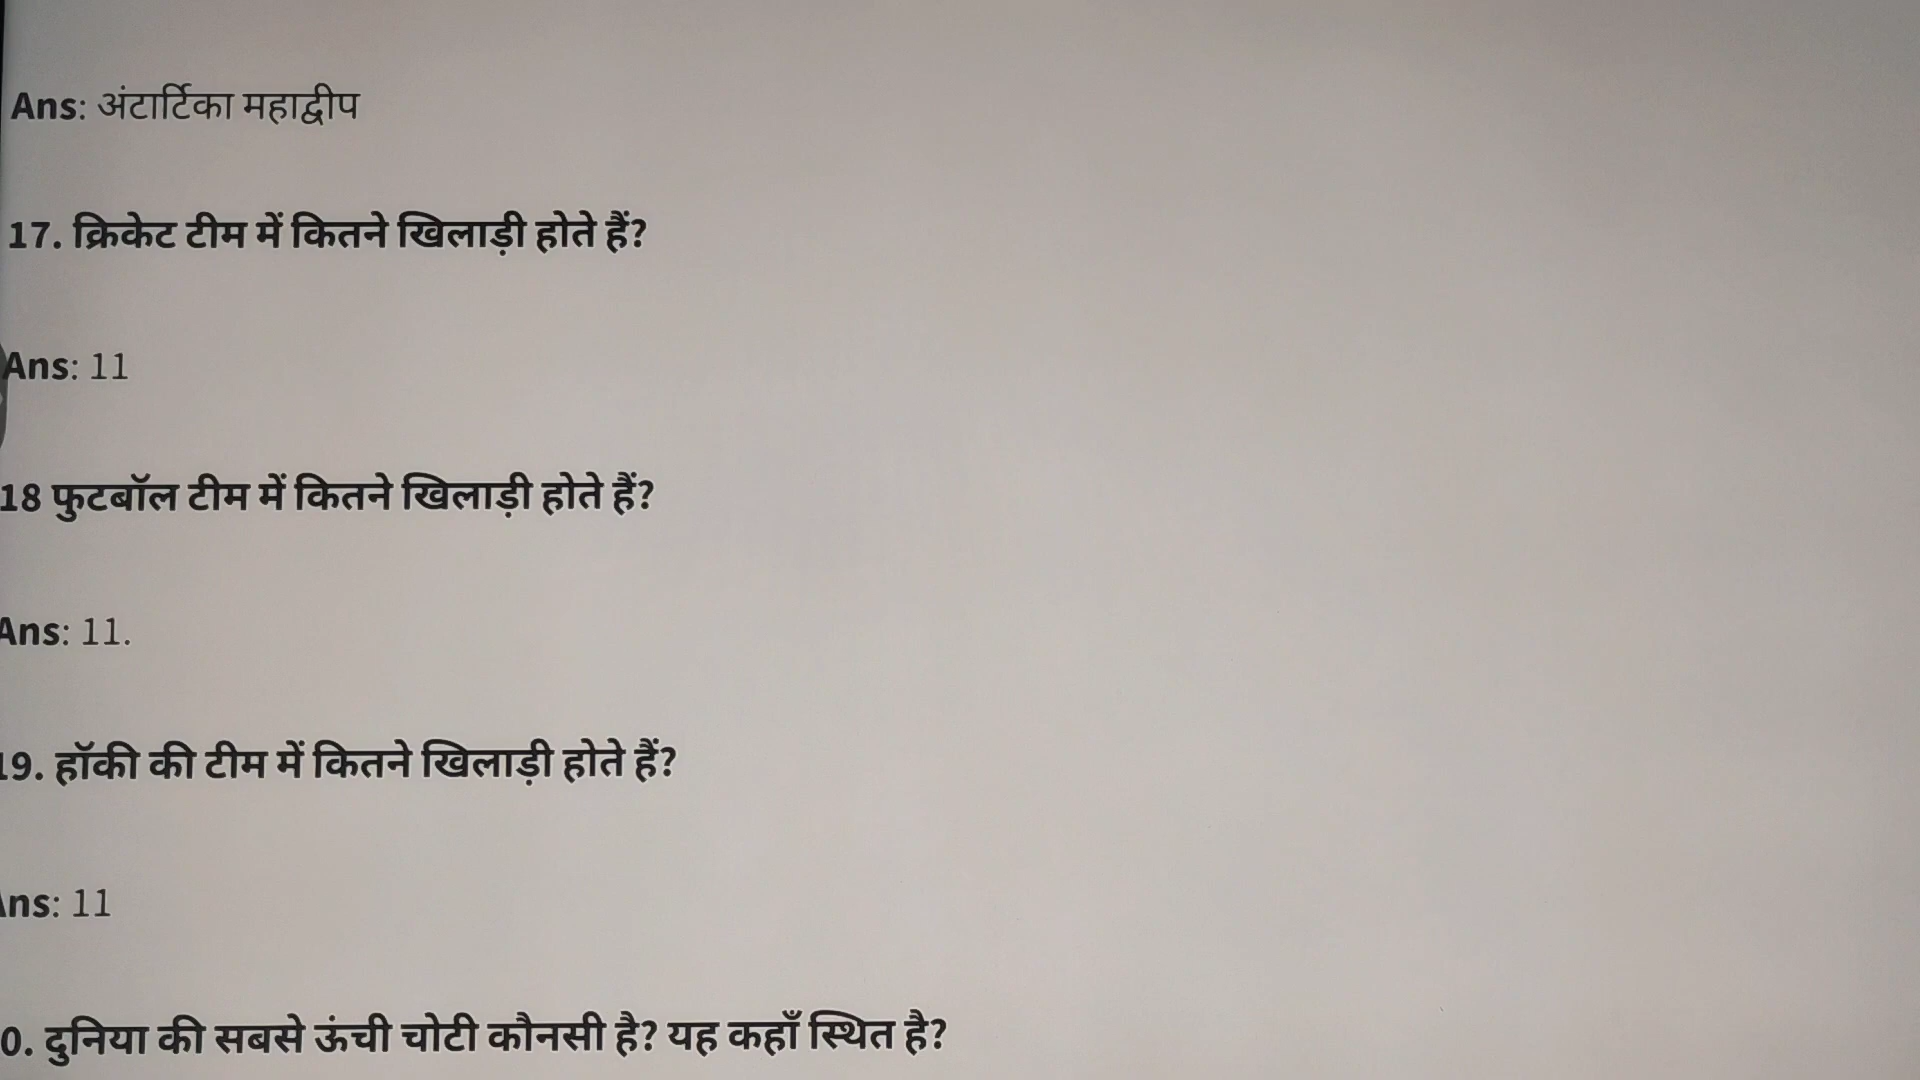 Ans: अंटार्टिका महाद्वीप
17. क्रिकेट टीम में कितने खिलाड़ी होते हैं?
Ans: 11
18 फुटबॉल टीम में कितने खिलाड़ी होते हैं?
Ans: 11.
19. हॉकी की टीम में कितने खिलाड़ी होते हैं?
Ans: 11
0. दुनिया की सबसे ऊंची चोटी कौनसी है? यह कहाँ स्थित है?